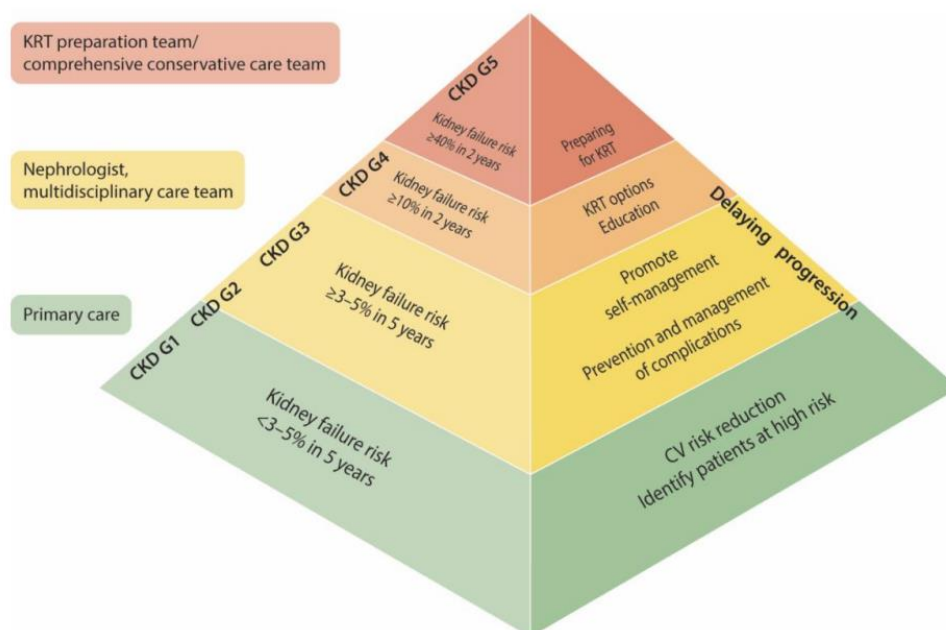 KRT preparation team/
comprehensive conservative care team
Nephrologist,
multidisciplinary care team
Primary care
CKD G5
CKD G4
CKD G3
CKD G2
CKD G1
Kidney failure risk
≥40% in 2 years
Kidney failure risk
≥10% in 2 years
Kidney failure risk
≥3–5% in 5 years
Kidney failure risk
<3–5% in 5 years
Preparing
for KRT
KRT options
Education
Promote
self-management
Prevention and management
of complications
CV risk reduction
Identify patients at high risk
Delaying progression